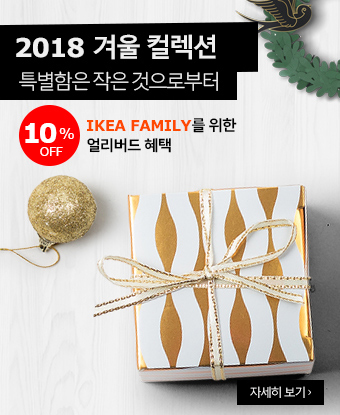 2018 겨울 컬렉션
특별함은 작은 것으로부터
10%
OFF
IKEA FAMILY를 위한
얼리버드 혜택
자세히 보기 ›